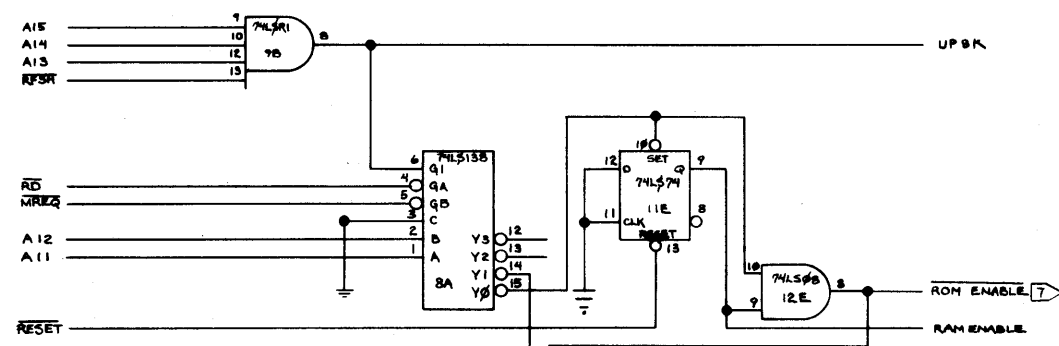 A15
A14
A13
RFSH
9
10
12
13
74LS21
9B
8
UP8K
RD
MREQ
A12
A11
6
4
5
3
2
1
74LS138
G1
GA
GB
C
B
A
8A
Y3
Y2
Y1
Y0
12
13
14
15
10
12
11
SET
D
Q
74LS74
11E
CLK
RESET
9
8
13
10
9
74LS08
12E
8
ROM ENABLE 7
RAM ENABLE
RESET